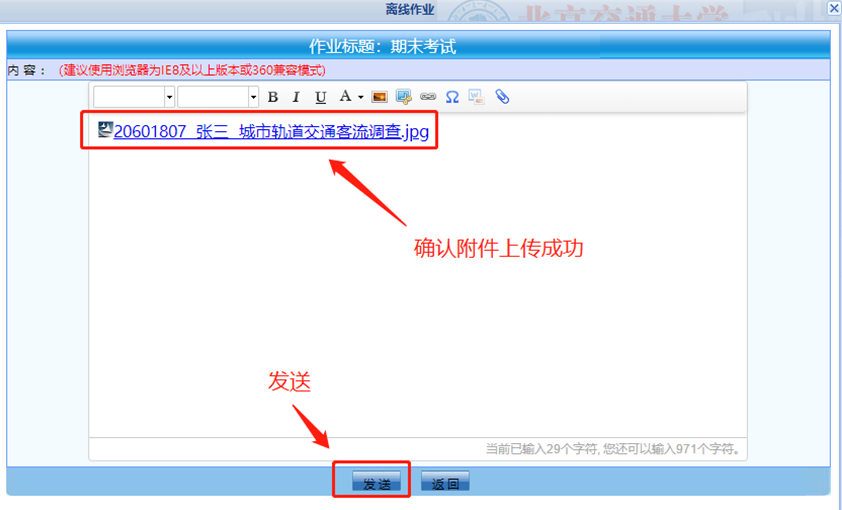 离线作业
北京交通大学
作业标题：期末考试
内 容： (建议使用浏览器为IE8及以上版本或360兼容模式)
B I U A Ω
20601807_张三_城市轨道交通客流调查.jpg
确认附件上传成功
发送
当前已输入29个字符, 您还可以输入971个字符。
发 送 返 回